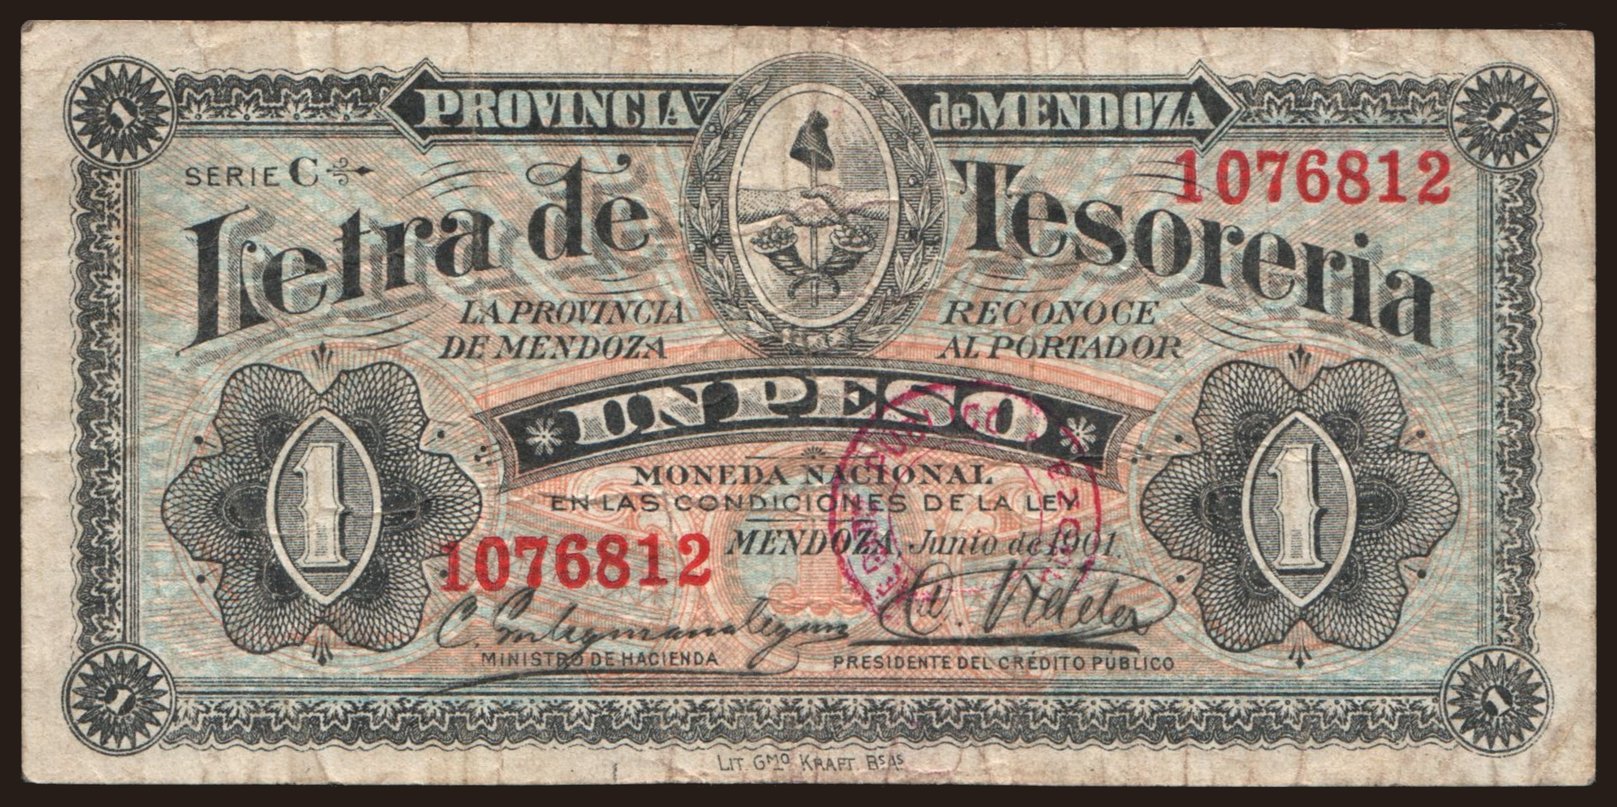 PROVINCIA de MENDOZA
SERIE C
1076812
Letra de Tesoreria
LA PROVINCIA RECONOCE
DE MENDOZA AL PORTADOR
UN PESO
MONEDA NACIONAL
EN LAS CONDICIONES DE LA LEY
MENDOZA, Junio de 1901.
1076812
1 1
MINISTRO DE HACIENDA PRESIDENTE DEL CRÉDITO PUBLICO
LIT. Gmo KRAFT. Bs As